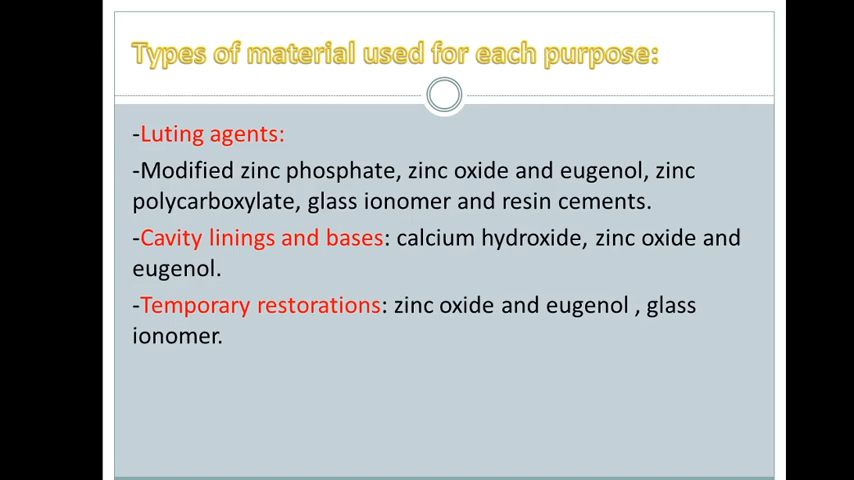 Types of material used for each purpose:
-Luting agents:
-Modified zinc phosphate, zinc oxide and eugenol, zinc
polycarboxylate, glass ionomer and resin cements.
-Cavity linings and bases: calcium hydroxide, zinc oxide and
eugenol.
-Temporary restorations: zinc oxide and eugenol , glass
ionomer.